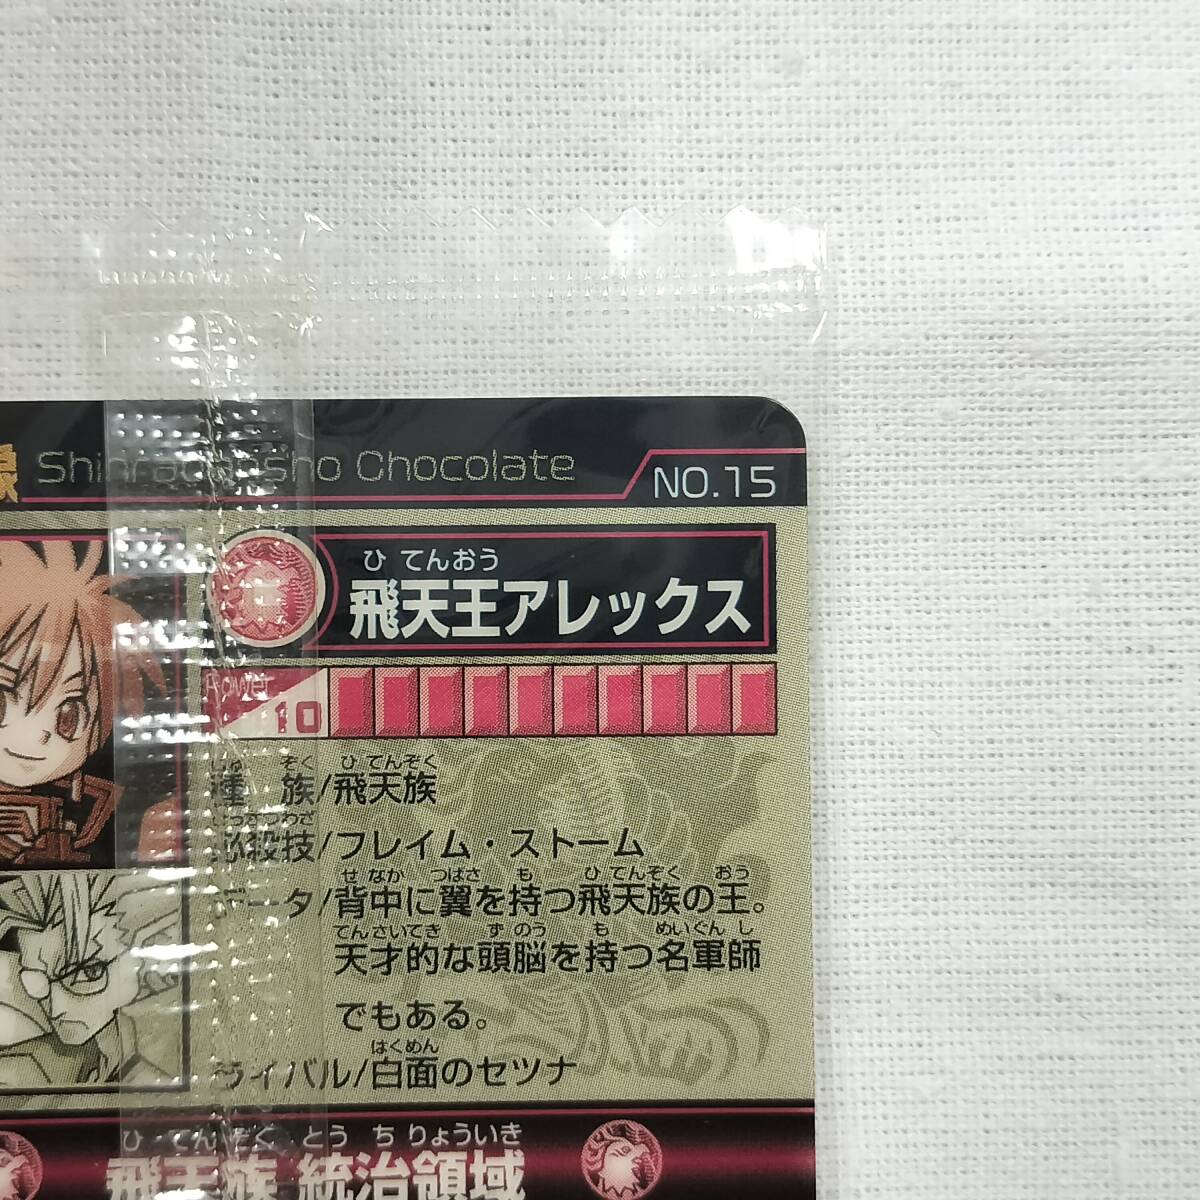 象 Shinragansho Chocolate NO.15
ひてんおう
飛天王アレックス
Power
10
しゅ ぞく ひてんぞく
種 族/飛天族
ひっさつわざ
必殺技/フレイム・ストーム
せなか つばさ も ひてんぞく おう
データ/背中に翼を持つ飛天族の王。
てんさいてき ずのう も めいぐんし
天才的な頭脳を持つ名軍師
でもある。
はくめん
ライバル/白面のセツナ
ひてんぞく とうちりょういき
飛天族 統治領域